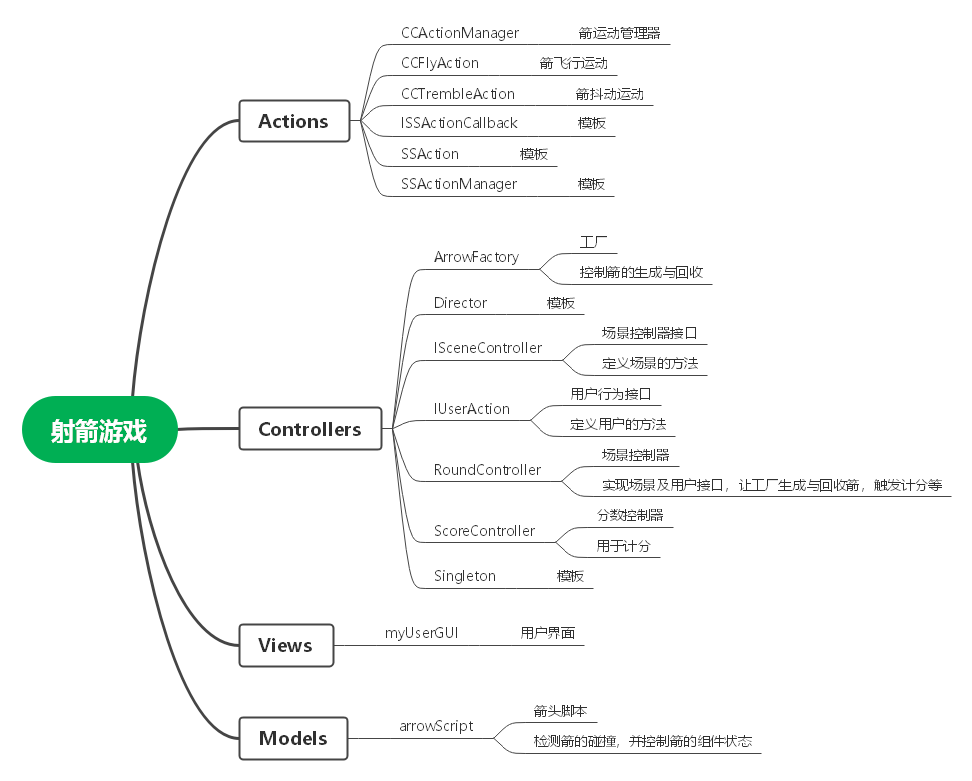 射箭游戏
Actions
CCActionManager 箭运动管理器
CCFlyAction 箭飞行运动
CCTrembleAction 箭抖动运动
ISSActionCallback 模板
SSAction 模板
SSActionManager 模板
Controllers
ArrowFactory
工厂
控制箭的生成与回收
Director 模板
ISceneController
场景控制器接口
定义场景的方法
IUserAction
用户行为接口
定义用户的方法
RoundController
场景控制器
实现场景及用户接口，让工厂生成与回收箭，触发计分等
ScoreController
分数控制器
用于计分
Singleton 模板
Views
myUserGUI 用户界面
Models
arrowScript
箭头脚本
检测箭的碰撞，并控制箭的组件状态